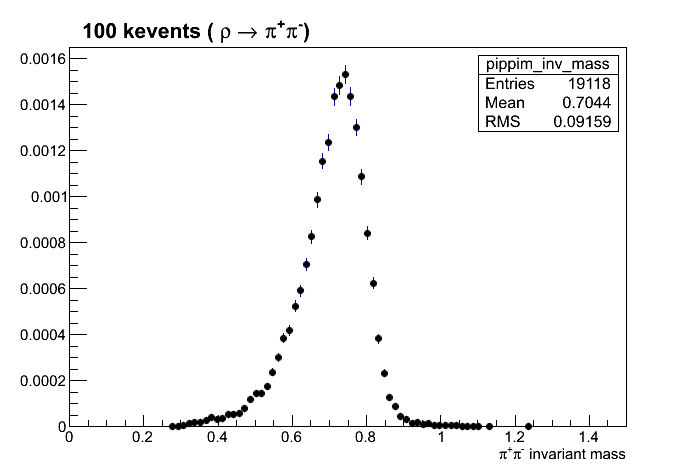 100 kevents ( ρ → π⁺π⁻)
pippim_inv_mass
Entries 19118
Mean 0.7044
RMS 0.09159
0.0016
0.0014
0.0012
0.001
0.0008
0.0006
0.0004
0.0002
0
0 0.2 0.4 0.6 0.8 1 1.2 1.4
π⁺π⁻ invariant mass